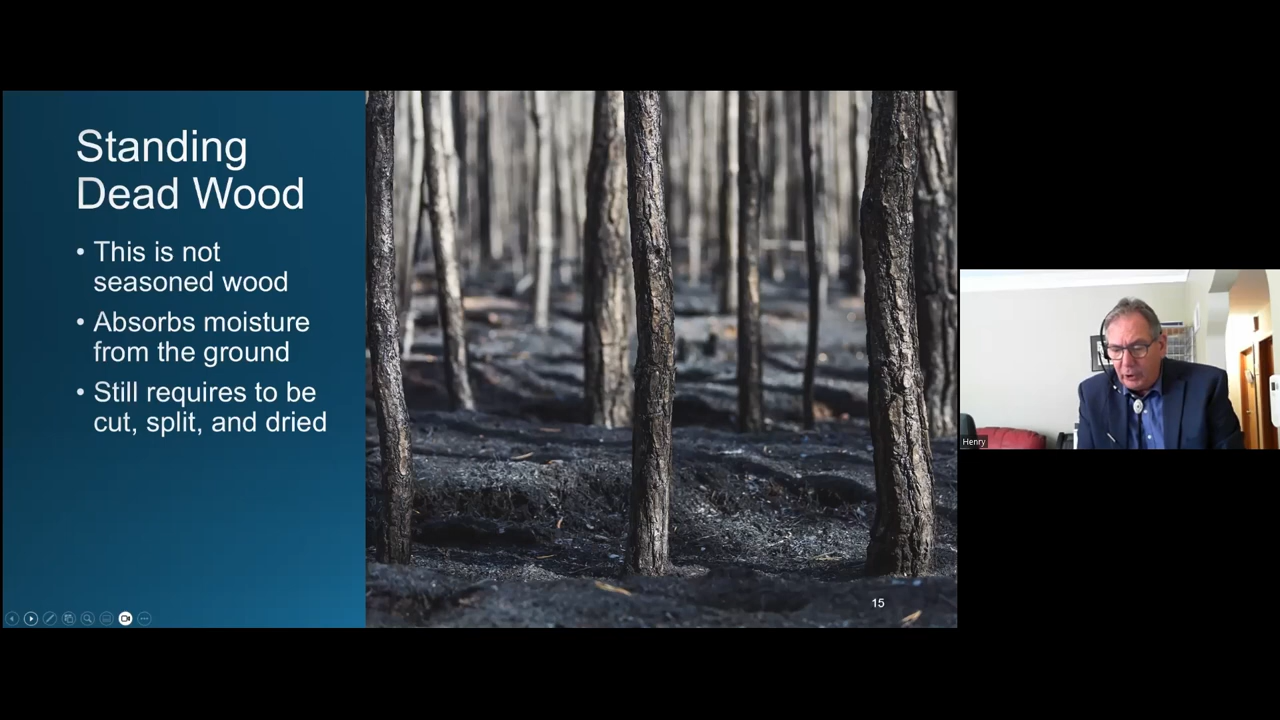 Standing
Dead Wood
• This is not
seasoned wood
• Absorbs moisture
from the ground
• Still requires to be
cut, split, and dried
15
Henry